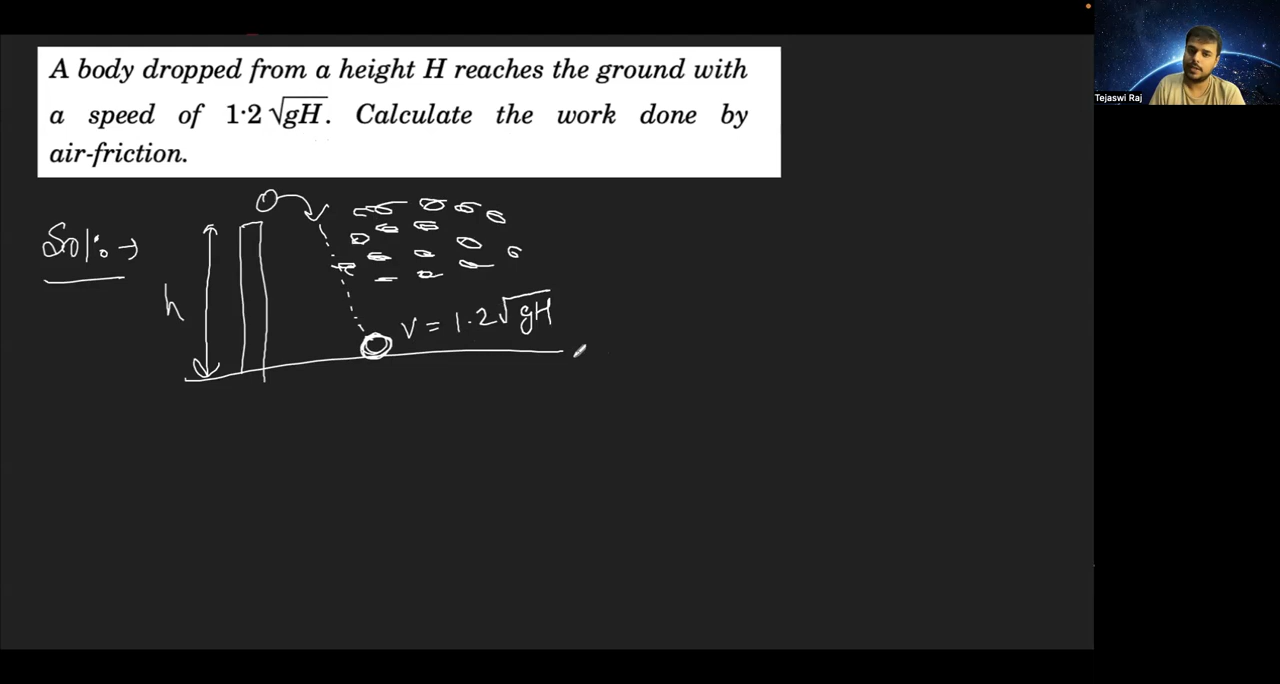 A body dropped from a height H reaches the ground with
a speed of 1·2 √gH. Calculate the work done by
air-friction.
Tejaswi Raj
Sol:→
h
v = 1.2√gH